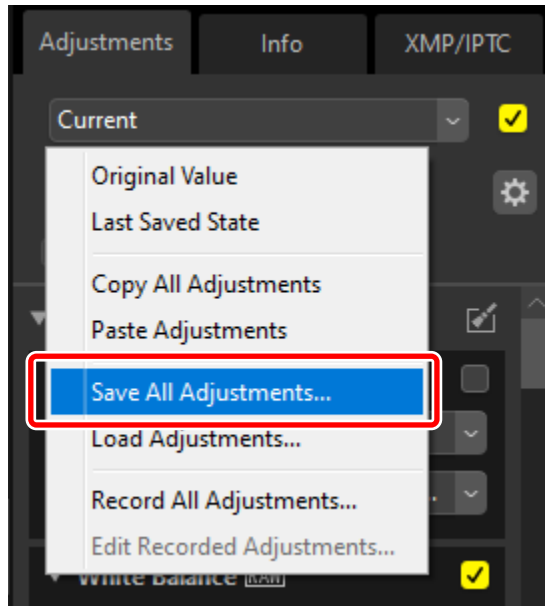 Adjustments
Info
XMP/IPTC
Current
Original Value
Last Saved State
Copy All Adjustments
Paste Adjustments
Save All Adjustments...
Load Adjustments...
Record All Adjustments...
Edit Recorded Adjustments...
White Balance RAW